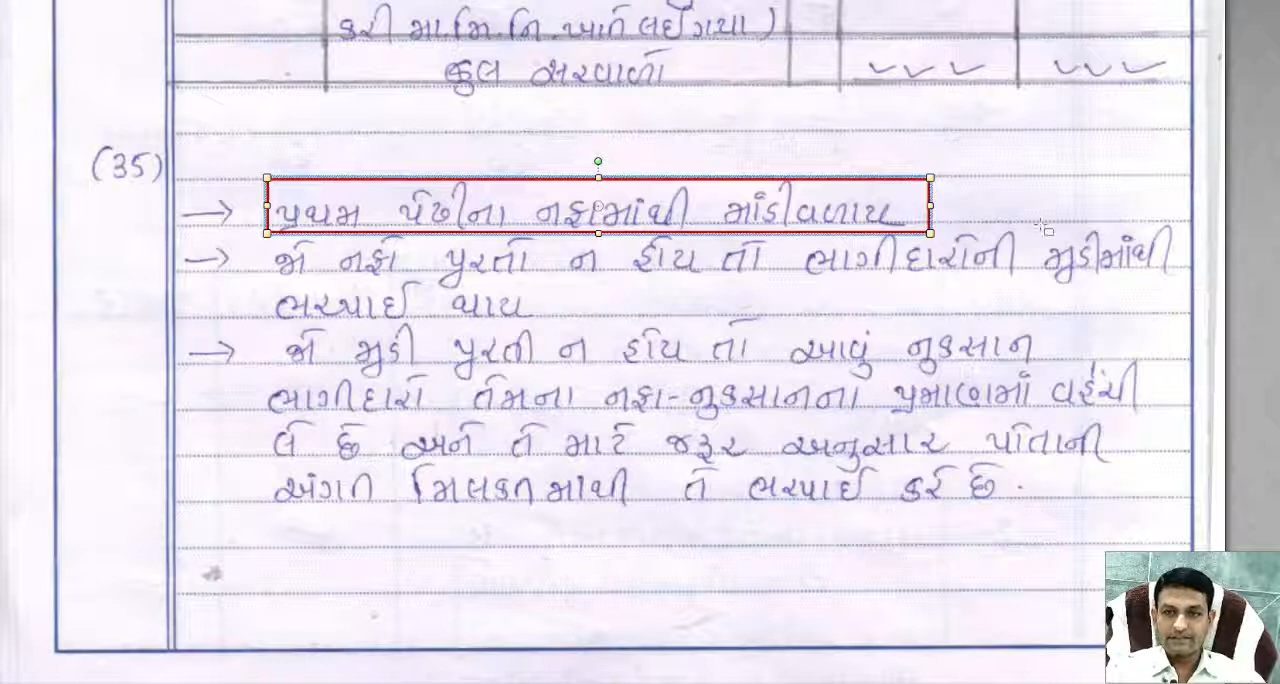 કરી મા.મિ.નિ. ખાતે લઈ ગયા)
કુલ સરવાળો
(35)
→ પ્રથમ પેઢીના નફામાંથી માંડીવળાય
→ જો નફો પુરતો ન હોય તો ભાગીદારોની મુડીમાંથી
ભરપાઈ થાય
→ જો મુડી પુરતી ન હોય તો આવું નુકસાન
ભાગીદારો તેમના નફા-નુકસાનના પ્રમાણમાં વહેંચી
લે છે અને તે માટે જરૂર અનુસાર પોતાની
અંગત મિલકતમાંથી તે ભરપાઈ કરે છે.